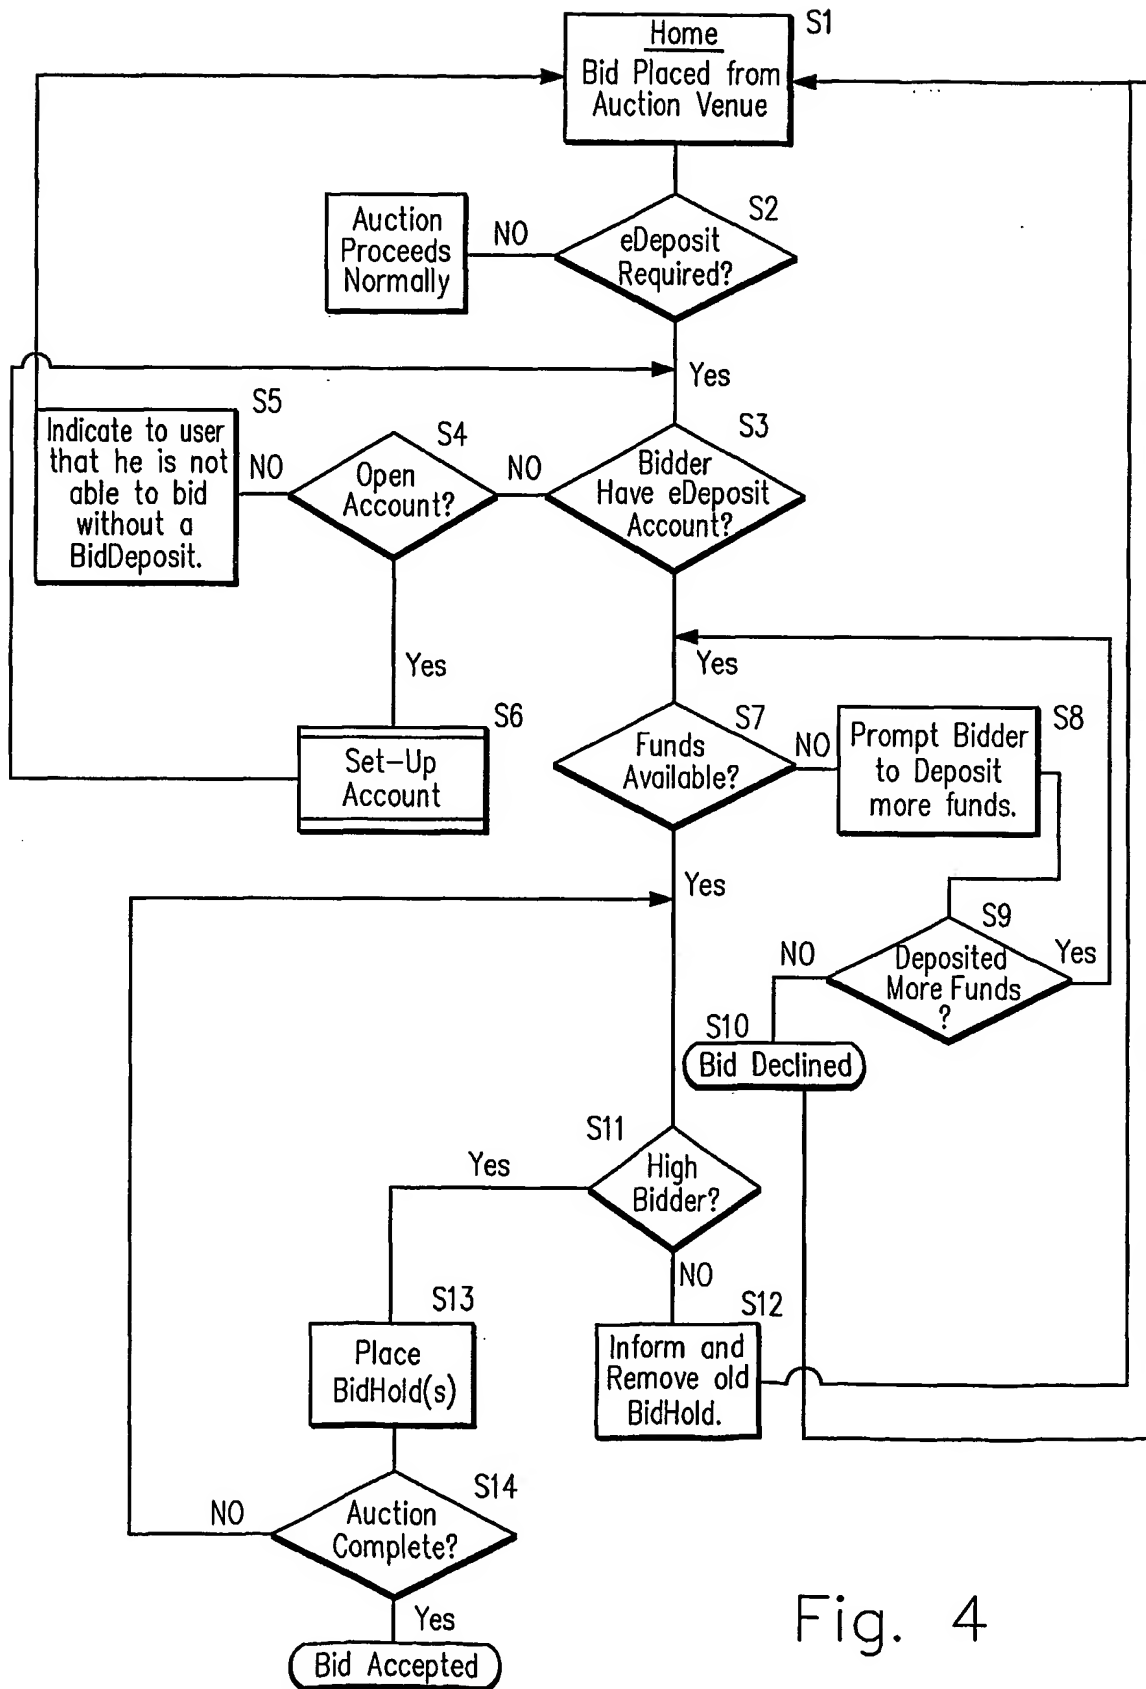 S1
Home
Bid Placed from
Auction Venue
S2
eDeposit
Required?
NO
Auction
Proceeds
Normally
Yes
S3
Bidder
Have eDeposit
Account?
NO
S4
Open
Account?
NO
S5
Indicate to user
that he is not
able to bid
without a
BidDeposit.
Yes
S6
Set-Up
Account
Yes
S7
Funds
Available?
NO
S8
Prompt Bidder
to Deposit
more funds.
Yes
S9
Deposited
More Funds
?
Yes
NO
S10
Bid Declined
S11
High
Bidder?
Yes
NO
S12
Inform and
Remove old
BidHold.
S13
Place
BidHold(s)
S14
Auction
Complete?
NO
Yes
Bid Accepted
Fig. 4